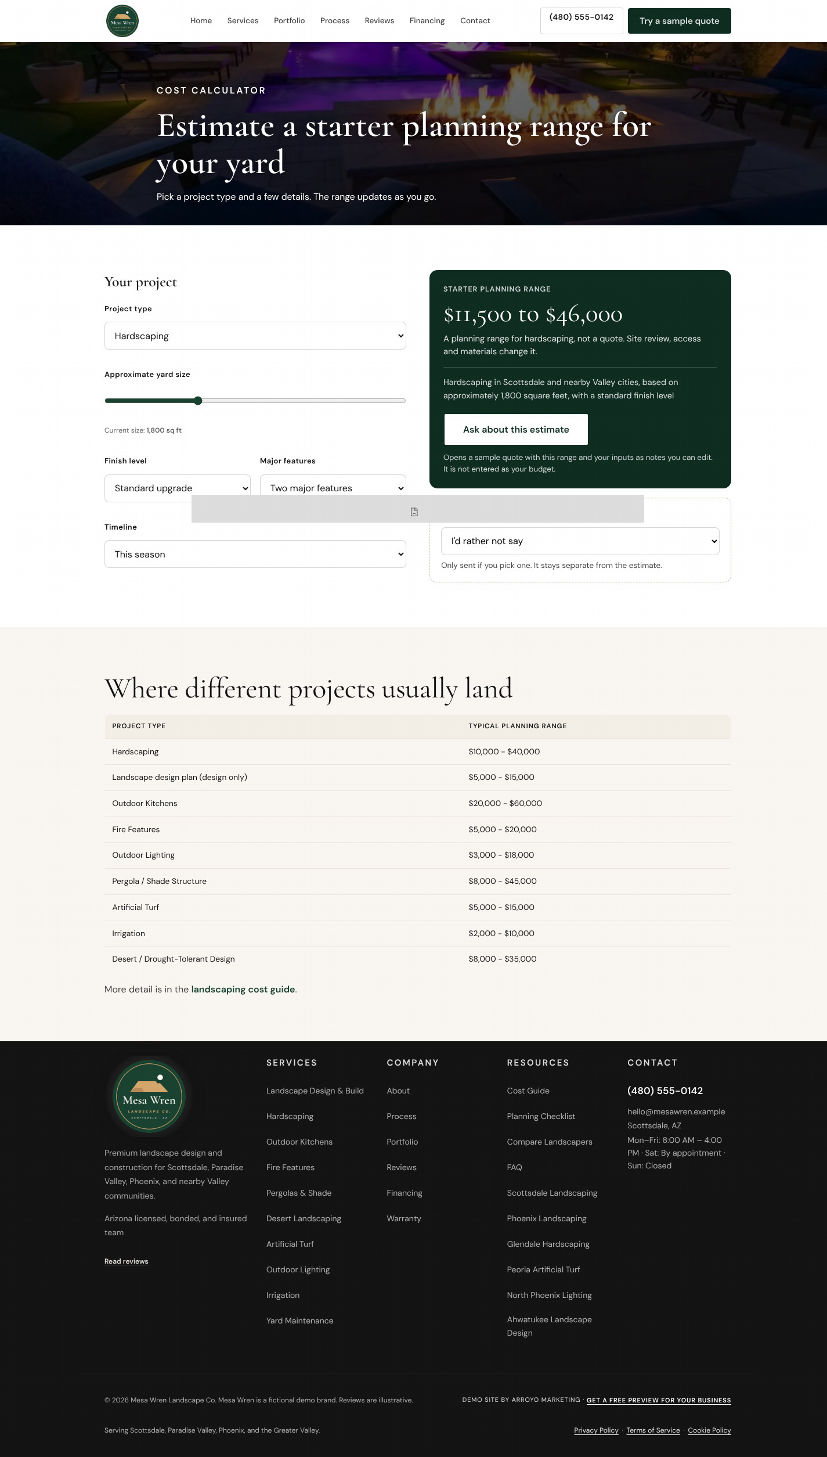 Mesa Wren
Home
Services
Portfolio
Process
Reviews
Financing
Contact
(480) 555-0142
Try a sample quote
COST CALCULATOR
Estimate a starter planning range for
your yard
Pick a project type and a few details. The range updates as you go.
Your project
Project type
Hardscaping
Approximate yard size
Current size: 1,800 sq ft
Finish level
Major features
Standard upgrade
Two major features
Timeline
This season
STARTER PLANNING RANGE
$11,500 to $46,000
A planning range for hardscaping, not a quote. Site review, access
and materials change it.
Hardscaping in Scottsdale and nearby Valley cities, based on
approximately 1,800 square feet, with a standard finish level
Ask about this estimate
Opens a sample quote with this range and your inputs as notes you can edit.
It is not entered as your budget.
I'd rather not say
Only sent if you pick one. It stays separate from the estimate.
Where different projects usually land
PROJECT TYPE
TYPICAL PLANNING RANGE
Hardscaping
$10,000 - $40,000
Landscape design plan (design only)
$5,000 - $15,000
Outdoor Kitchens
$20,000 - $60,000
Fire Features
$5,000 - $20,000
Outdoor Lighting
$3,000 - $18,000
Pergola / Shade Structure
$8,000 - $45,000
Artificial Turf
$5,000 - $15,000
Irrigation
$2,000 - $10,000
Desert / Drought-Tolerant Design
$8,000 - $35,000
More detail is in the landscaping cost guide.
Mesa Wren
LANDSCAPE CO.
SCOTTSDALE, AZ
Premium landscape design and
construction for Scottsdale, Paradise
Valley, Phoenix, and nearby Valley
communities.
Arizona licensed, bonded, and insured
team
Read reviews
SERVICES
Landscape Design & Build
Hardscaping
Outdoor Kitchens
Fire Features
Pergolas & Shade
Desert Landscaping
Artificial Turf
Outdoor Lighting
Irrigation
Yard Maintenance
COMPANY
About
Process
Portfolio
Reviews
Financing
Warranty
RESOURCES
Cost Guide
Planning Checklist
Compare Landscapers
FAQ
Scottsdale Landscaping
Phoenix Landscaping
Glendale Hardscaping
Peoria Artificial Turf
North Phoenix Lighting
Ahwatukee Landscape
Design
CONTACT
(480) 555-0142
hello@mesawren.example
Scottsdale, AZ
Mon–Fri: 8:00 AM – 4:00
PM · Sat: By appointment ·
Sun: Closed
© 2026 Mesa Wren Landscape Co. Mesa Wren is a fictional demo brand. Reviews are illustrative.
DEMO SITE BY ARROYO MARKETING · GET A FREE PREVIEW FOR YOUR BUSINESS
Serving Scottsdale, Paradise Valley, Phoenix, and the Greater Valley.
Privacy Policy · Terms of Service · Cookie Policy